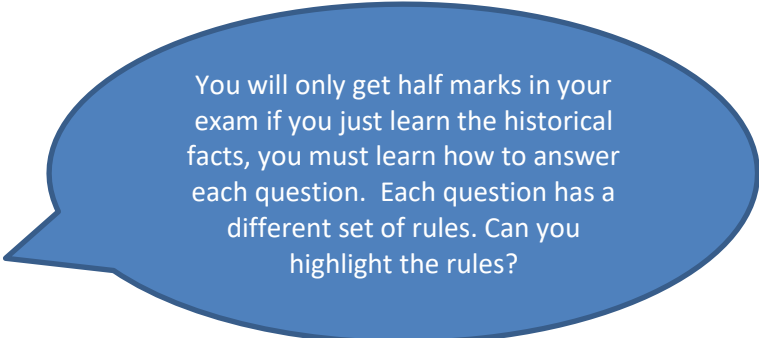 You will only get half marks in your
exam if you just learn the historical
facts, you must learn how to answer
each question.  Each question has a
different set of rules. Can you
highlight the rules?